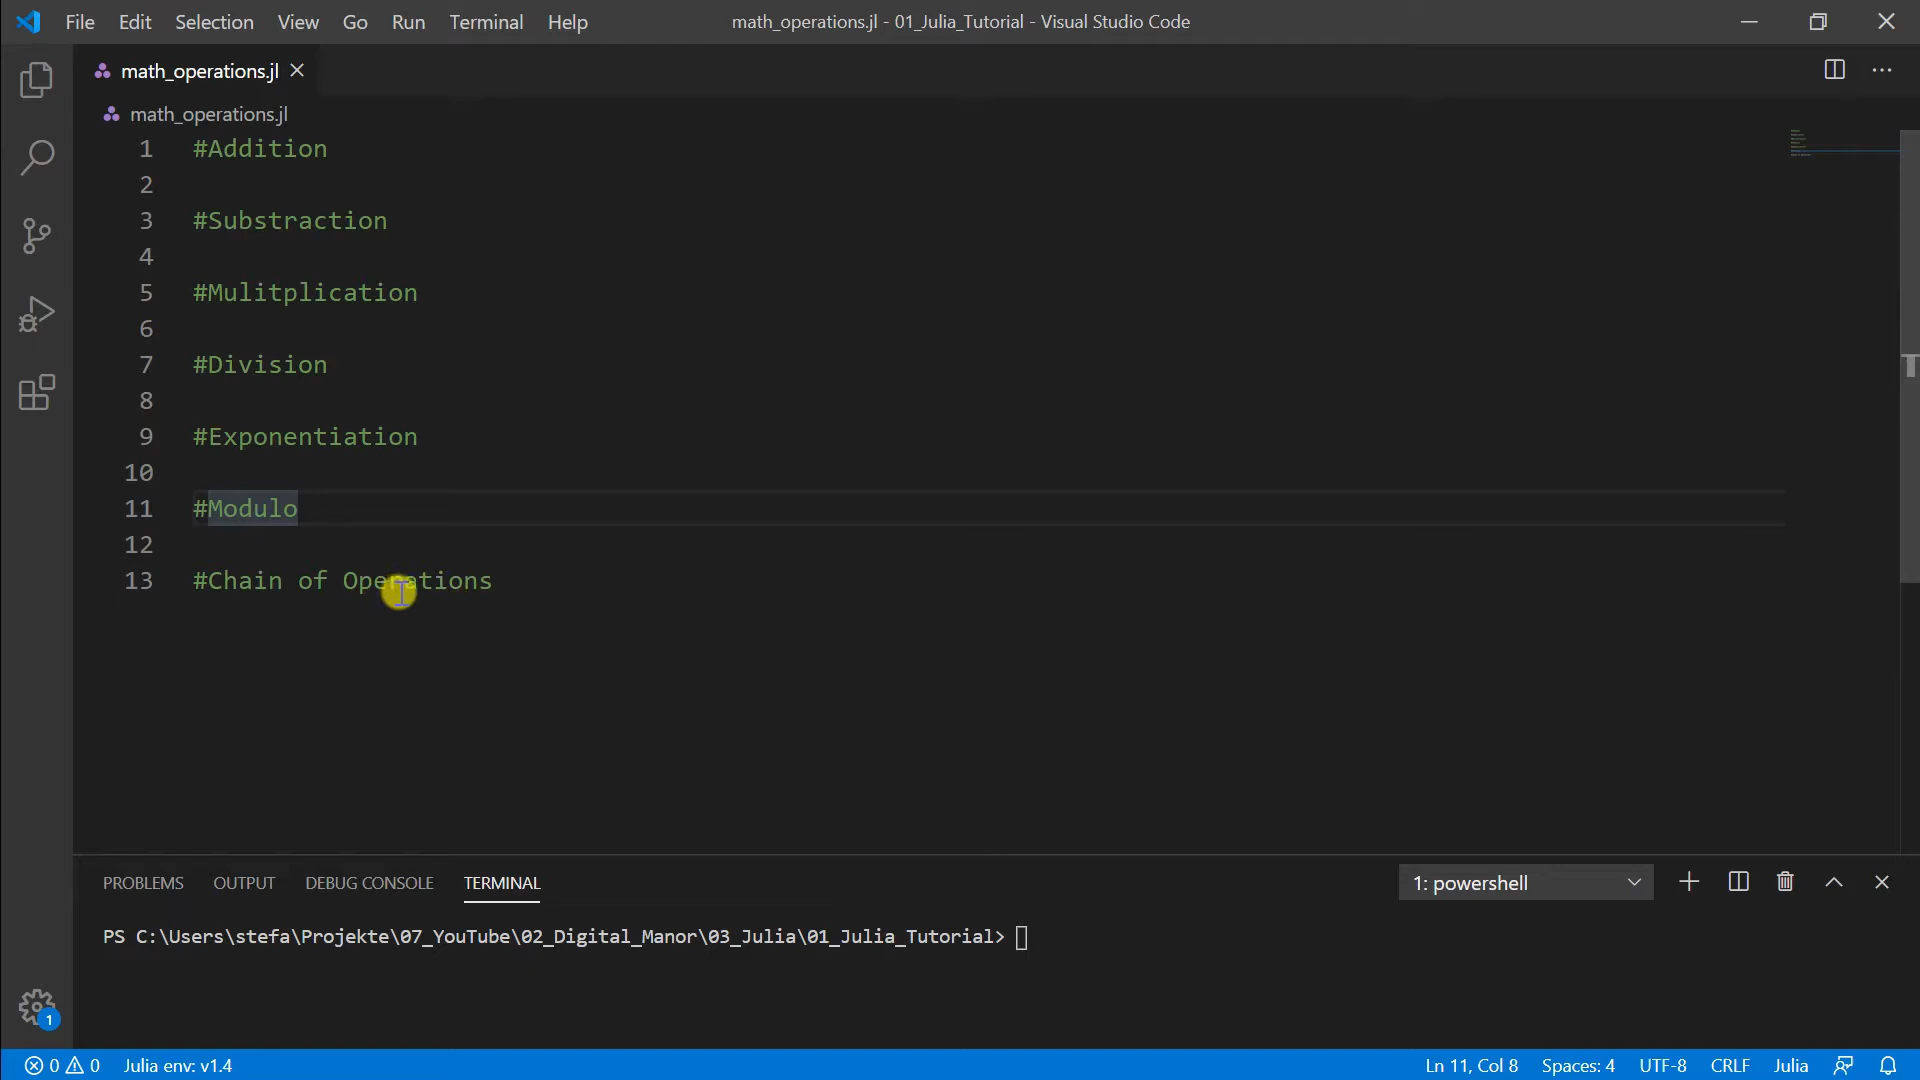 File Edit Selection View Go Run Terminal Help math_operations.jl - 01_Julia_Tutorial - Visual Studio Code
math_operations.jl
math_operations.jl
1 #Addition
2
3 #Substraction
4
5 #Mulitplication
6
7 #Division
8
9 #Exponentiation
10
11 #Modulo
12
13 #Chain of Operations
PROBLEMS OUTPUT DEBUG CONSOLE TERMINAL 1: powershell
PS C:\Users\stefa\Projekte\07_YouTube\02_Digital_Manor\03_Julia\01_Julia_Tutorial>
1
0 0 Julia env: v1.4 Ln 11, Col 8 Spaces: 4 UTF-8 CRLF Julia